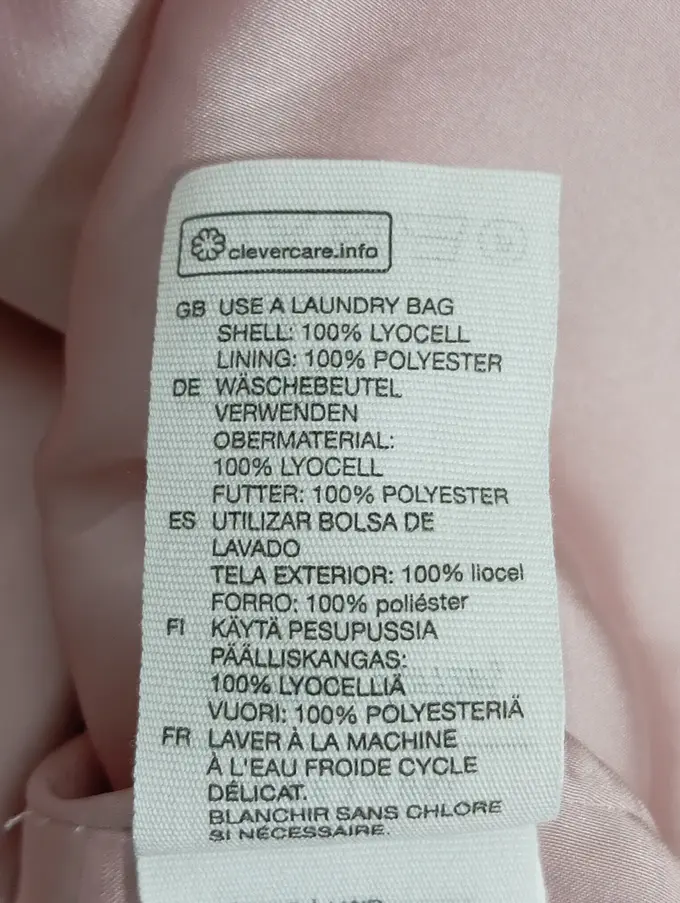 clevercare.info
GB USE A LAUNDRY BAG
SHELL: 100% LYOCELL
LINING: 100% POLYESTER
DE WÄSCHEBEUTEL
VERWENDEN
OBERMATERIAL:
100% LYOCELL
FUTTER: 100% POLYESTER
ES UTILIZAR BOLSA DE
LAVADO
TELA EXTERIOR: 100% liocel
FORRO: 100% poliéster
FI KÄYTÄ PESUPUSSIA
PÄÄLLISKANGAS:
100% LYOCELLIÄ
VUORI: 100% POLYESTERIÄ
FR LAVER À LA MACHINE
À L'EAU FROIDE CYCLE
DÉLICAT.
BLANCHIR SANS CHLORE
SI NÉCESSAIRE.